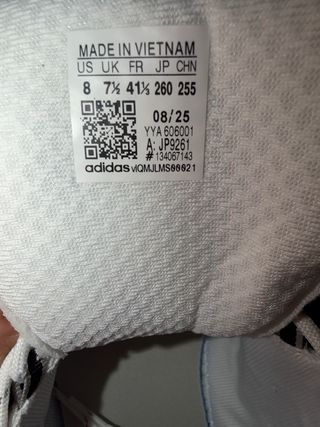 MADE IN VIETNAM
US UK FR JP CHN
8 7½ 41⅓ 260 255
08/25
YYA 606001
A: JP9261
# 134067143
adidas vIQMJLMS00021